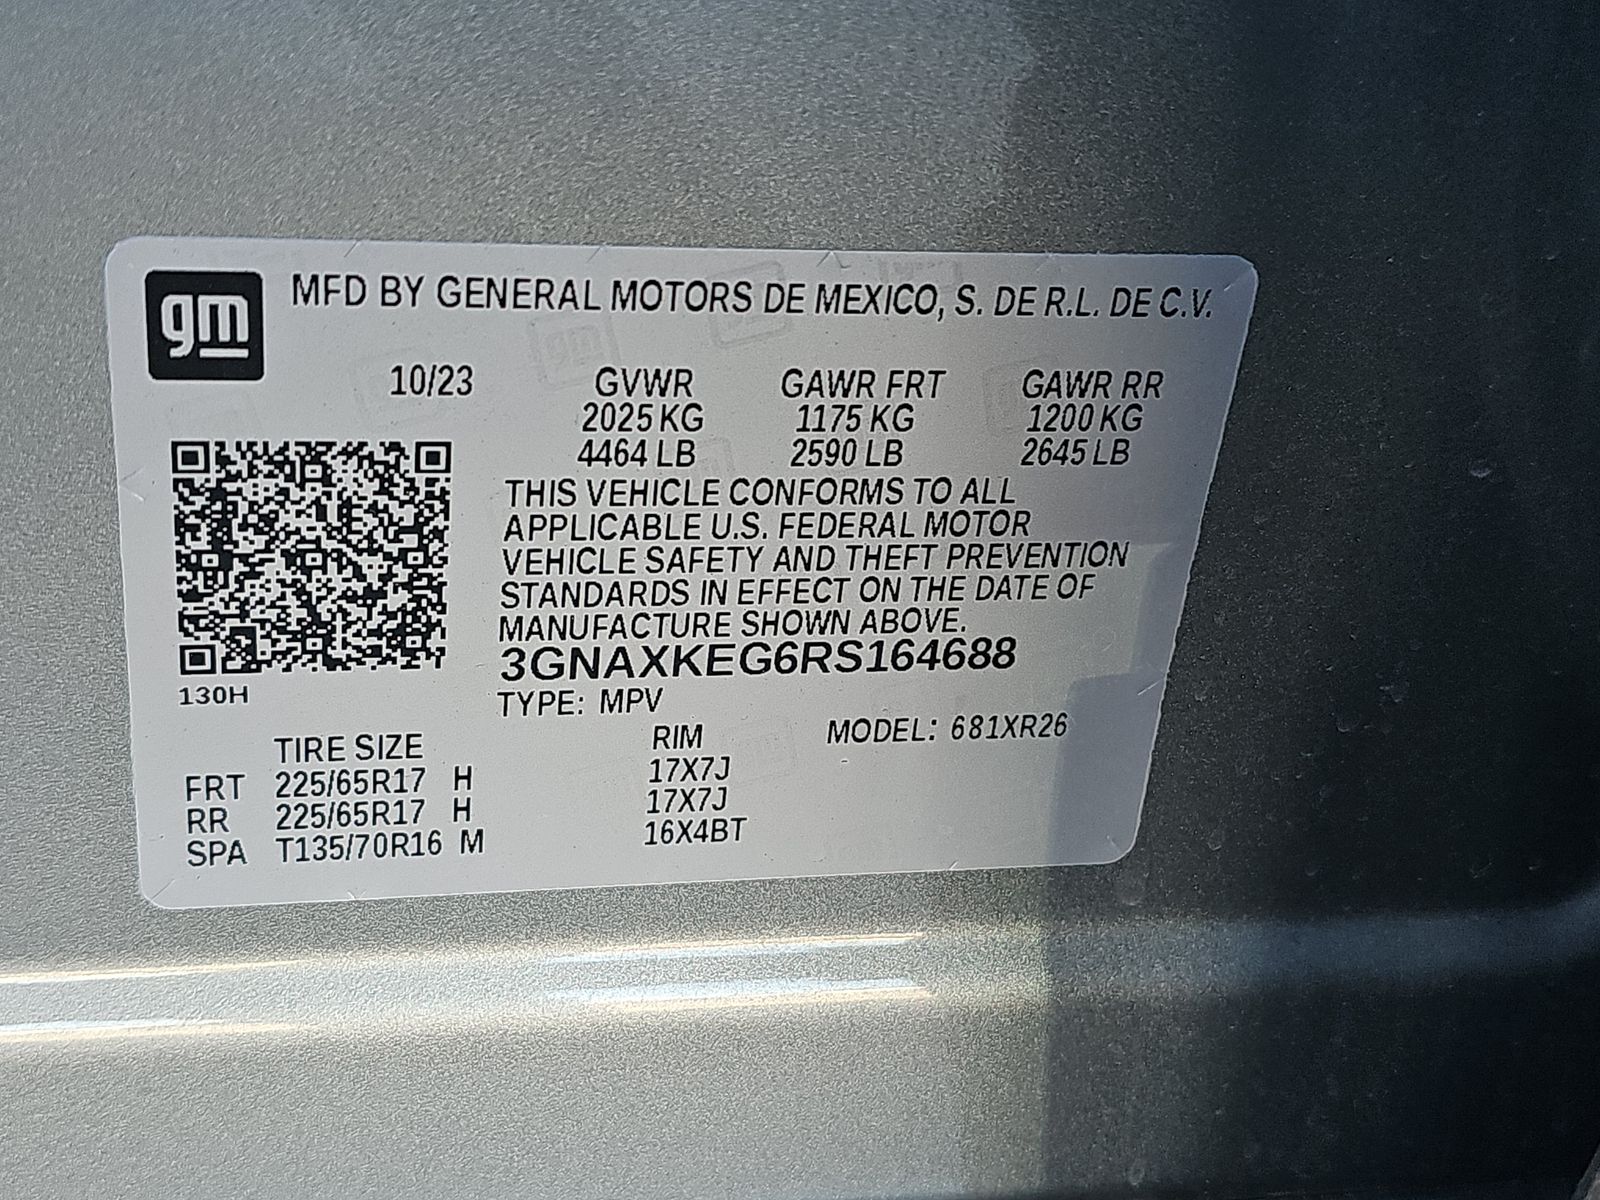 gm MFD BY GENERAL MOTORS DE MEXICO, S. DE R.L. DE C.V.
10/23 GVWR GAWR FRT GAWR RR
2025 KG 1175 KG 1200 KG
4464 LB 2590 LB 2645 LB
THIS VEHICLE CONFORMS TO ALL
APPLICABLE U.S. FEDERAL MOTOR
VEHICLE SAFETY AND THEFT PREVENTION
STANDARDS IN EFFECT ON THE DATE OF
MANUFACTURE SHOWN ABOVE.
3GNAXKEG6RS164688
130H TYPE: MPV
TIRE SIZE RIM MODEL: 681XR26
FRT 225/65R17 H 17X7J
RR 225/65R17 H 17X7J
SPA T135/70R16 M 16X4BT